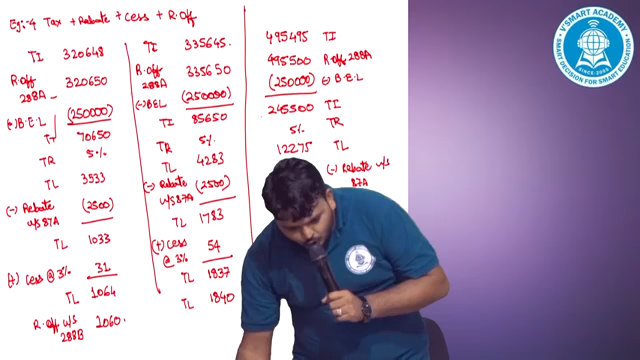 Eg:-4 Tax + Rebate + Cess + R.off
TI 320648
R.off 288A 320650
(-) B.E.L (250000)
TI 70650
TR 5%
TL 3533
(-) Rebate u/s 87A (2500)
TL 1033
(+) Cess @ 3% 31
TL 1064
R.off u/s 288B 1060.
TI 335645.
R.off 288A 335650
(-) BEL (250000)
TI 85650
TR 5%
TL 4283
(-) Rebate u/s 87A (2500)
TL 1783
(+) Cess @ 3% 54
TL 1837
TL 1840
495495 TI
495500 R.off 288A
(250000) (-) B.E.L
245500 TI
5% TR
12275 TL
(-) Rebate u/s 87A
V'SMART ACADEMY
SINCE-2005
SMART DECISION FOR SMART EDUCATION